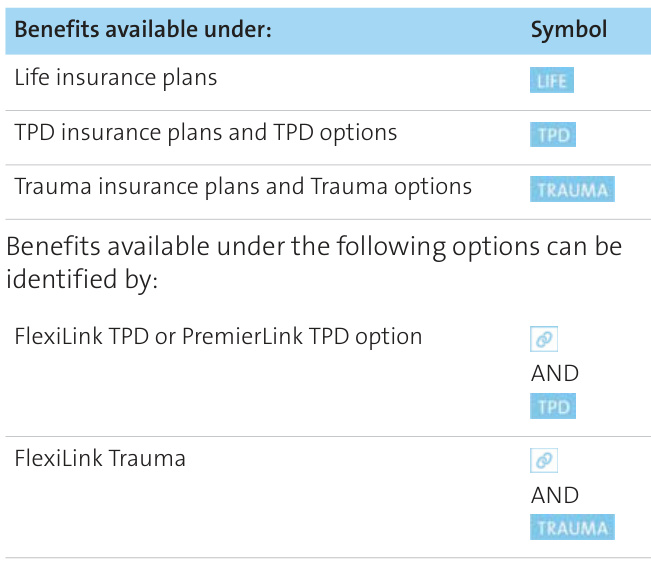 Benefits available under: Symbol
Life insurance plans LIFE
TPD insurance plans and TPD options TPD
Trauma insurance plans and Trauma options TRAUMA
Benefits available under the following options can be
identified by:
FlexiLink TPD or PremierLink TPD option
AND
TPD
FlexiLink Trauma
AND
TRAUMA